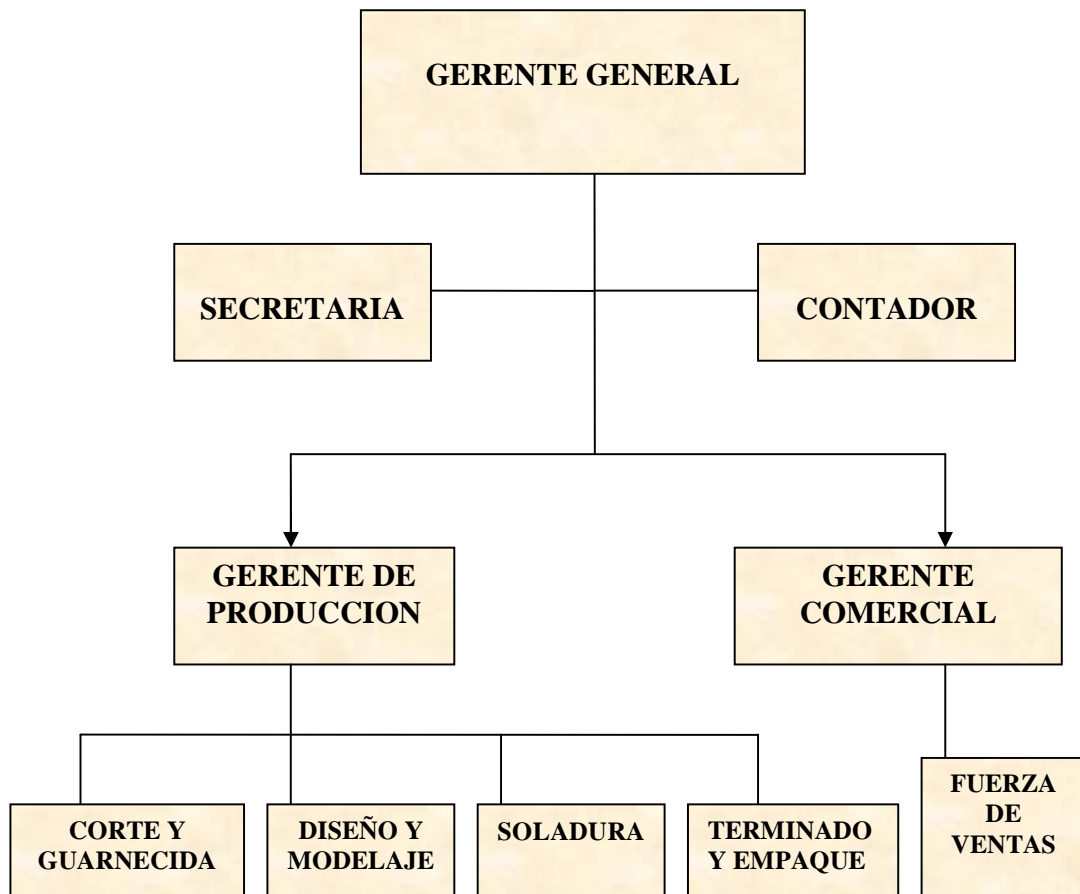 GERENTE GENERAL
SECRETARIA
CONTADOR
GERENTE DE
PRODUCCION
GERENTE
COMERCIAL
CORTE Y
GUARNECIDA
DISEÑO Y
MODELAJE
SOLADURA
TERMINADO
Y EMPAQUE
FUERZA
DE
VENTAS